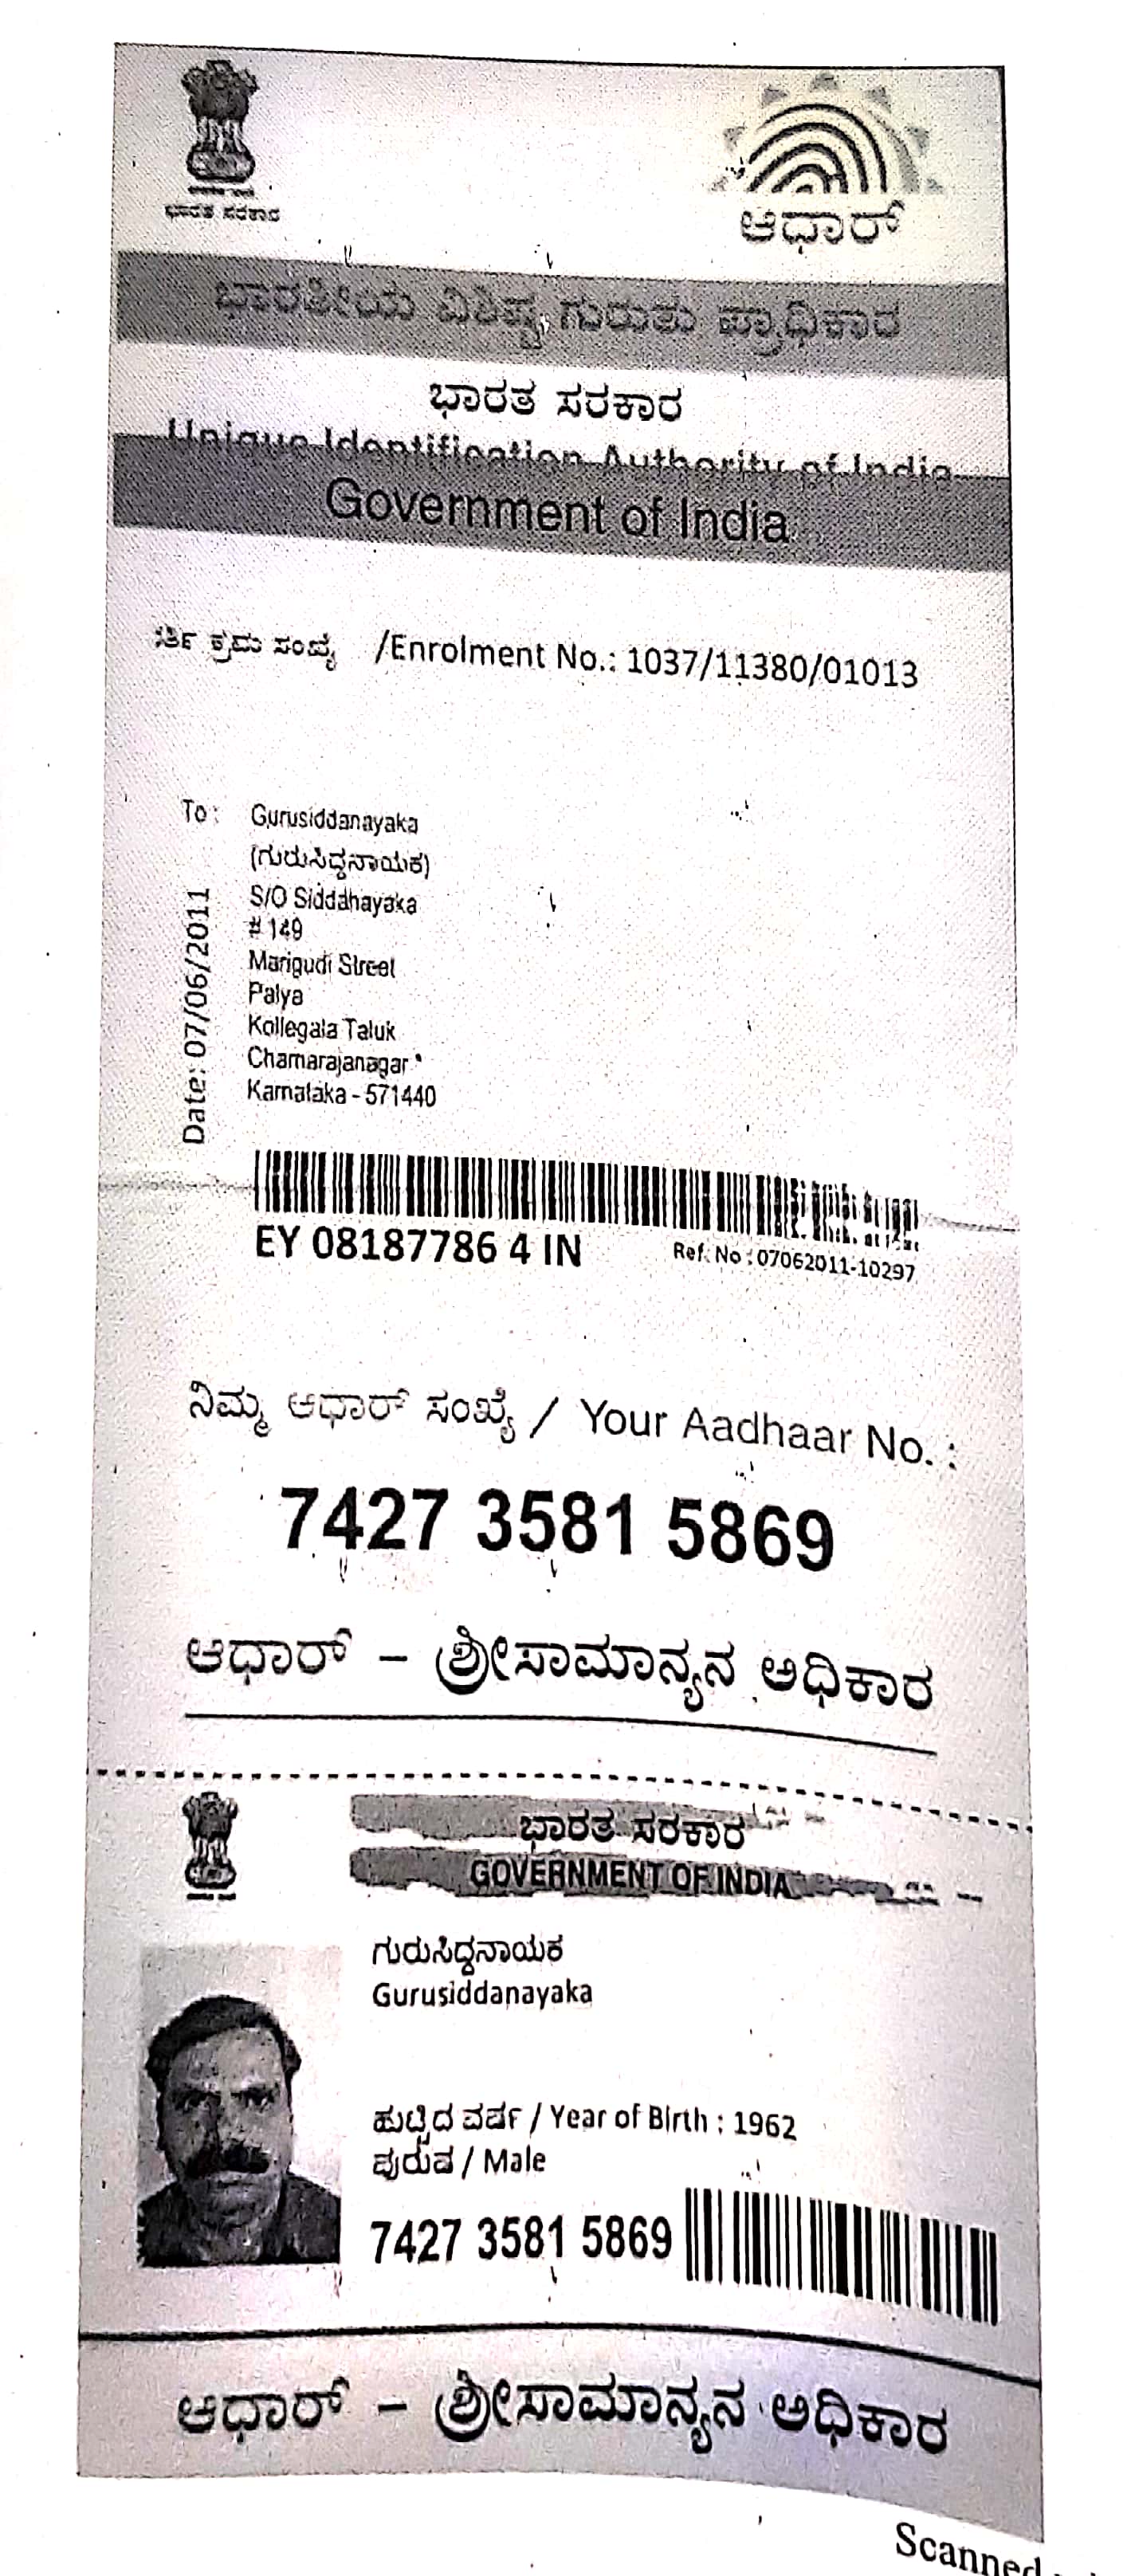 ಭಾರತ ಸರಕಾರ
ಆಧಾರ್
ಭಾರತೀಯ ವಿಶಿಷ್ಟ ಗುರುತು ಪ್ರಾಧಿಕಾರ
ಭಾರತ ಸರಕಾರ
Unique Identification Authority of India
Government of India
ಕ್ರಮ ಸಂಖ್ಯೆ /Enrolment No.: 1037/11380/01013
To: Gurusiddanayaka
(ಗುರುಸಿದ್ದನಾಯಕ)
S/O Siddahayaka
# 149
Marigudi Street
Palya
Kollegala Taluk
Chamarajanagar
Karnataka - 571440
Date: 07/06/2011
EY 08187786 4 IN
Ref. No : 07062011-10297
ನಿಮ್ಮ ಆಧಾರ್ ಸಂಖ್ಯೆ / Your Aadhaar No. :
7427 3581 5869
ಆಧಾರ್ – ಶ್ರೀಸಾಮಾನ್ಯನ ಅಧಿಕಾರ
ಭಾರತ ಸರಕಾರ
GOVERNMENT OF INDIA
ಗುರುಸಿದ್ದನಾಯಕ
Gurusiddanayaka
ಹುಟ್ಟಿದ ವರ್ಷ / Year of Birth : 1962
ಪುರುಷ / Male
7427 3581 5869
ಆಧಾರ್ – ಶ್ರೀಸಾಮಾನ್ಯನ ಅಧಿಕಾರ
Scanned